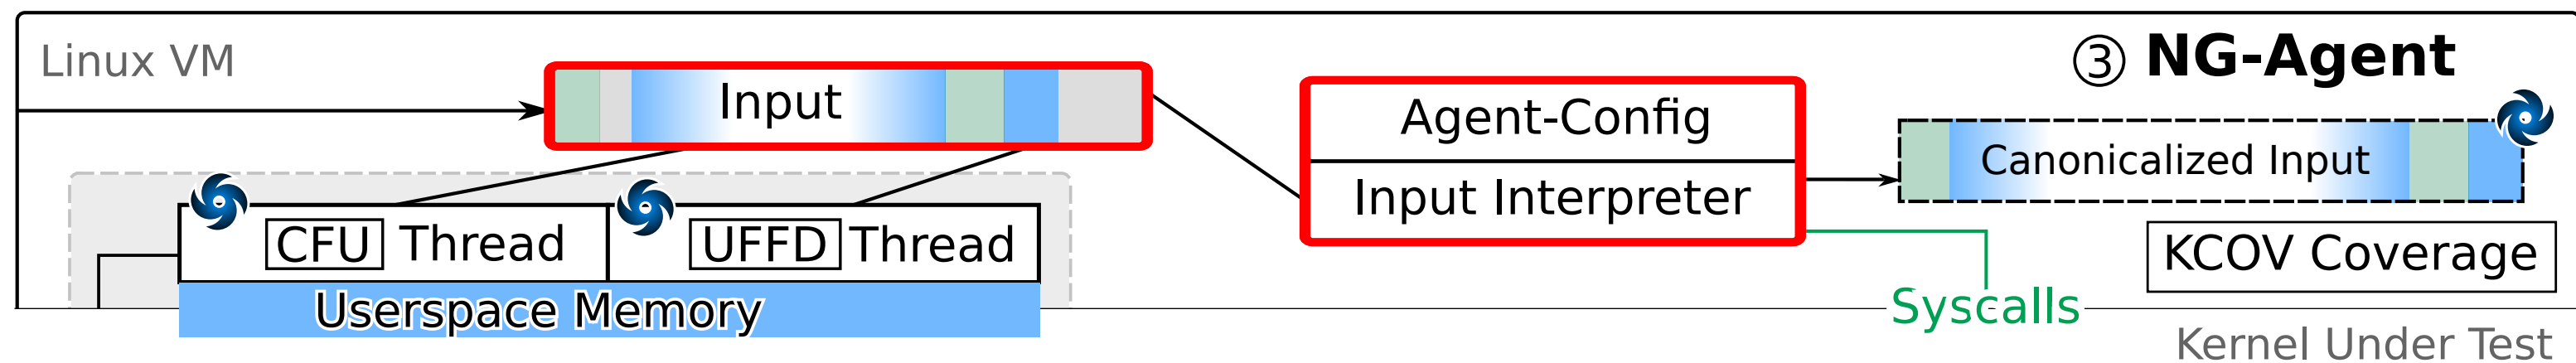 Linux VM
③ NG-Agent
Input
Agent-Config
Input Interpreter
Canonicalized Input
CFU Thread
UFFD Thread
KCOV Coverage
Userspace Memory
Syscalls
Kernel Under Test